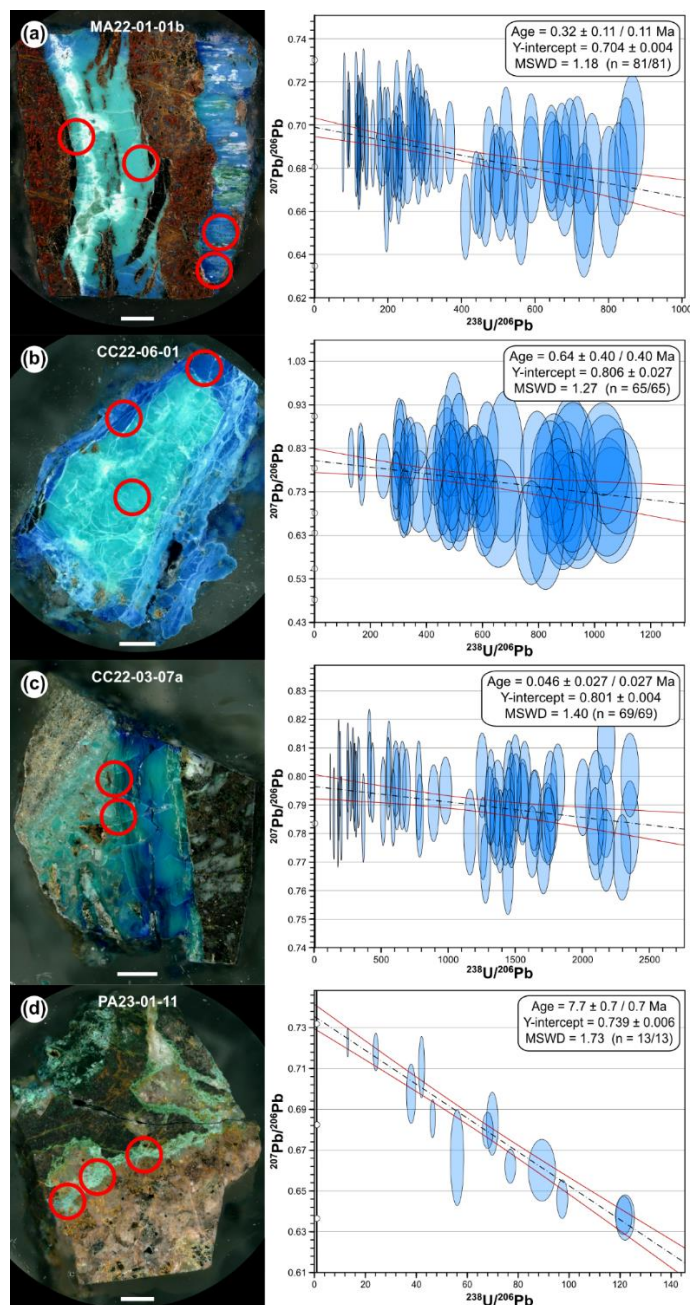 (a) MA22-01-01b
Age = 0.32 ± 0.11 / 0.11 Ma
Y-intercept = 0.704 ± 0.004
MSWD = 1.18 (n = 81/81)
207Pb/206Pb
0.74
0.72
0.70
0.68
0.66
0.64
0.62
0 200 400 600 800 1000
238U/206Pb
(b) CC22-06-01
Age = 0.64 ± 0.40 / 0.40 Ma
Y-intercept = 0.806 ± 0.027
MSWD = 1.27 (n = 65/65)
207Pb/206Pb
1.03
0.93
0.83
0.73
0.63
0.53
0.43
0 200 400 600 800 1000 1200
238U/206Pb
(c) CC22-03-07a
Age = 0.046 ± 0.027 / 0.027 Ma
Y-intercept = 0.801 ± 0.004
MSWD = 1.40 (n = 69/69)
207Pb/206Pb
0.83
0.82
0.81
0.80
0.79
0.78
0.77
0.76
0.75
0.74
0 500 1000 1500 2000 2500
238U/206Pb
(d) PA23-01-11
Age = 7.7 ± 0.7 / 0.7 Ma
Y-intercept = 0.739 ± 0.006
MSWD = 1.73 (n = 13/13)
207Pb/206Pb
0.73
0.71
0.69
0.67
0.65
0.63
0.61
0 20 40 60 80 100 120 140
238U/206Pb